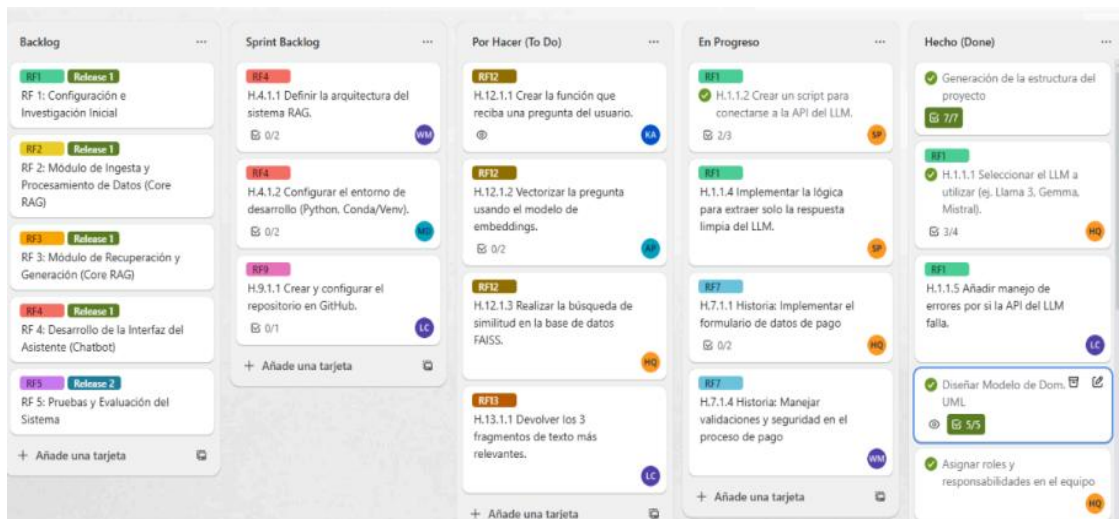 Backlog
RF1 Release 1
RF 1: Configuración e
Investigación Inicial
RF2 Release 1
RF 2: Módulo de Ingesta y
Procesamiento de Datos (Core
RAG)
RF3 Release 1
RF 3: Módulo de Recuperación y
Generación (Core RAG)
RF4 Release 1
RF 4: Desarrollo de la Interfaz del
Asistente (Chatbot)
RF5 Release 2
RF 5: Pruebas y Evaluación del
Sistema
+ Añade una tarjeta
Sprint Backlog
RF4
H.4.1.1 Definir la arquitectura del
sistema RAG.
0/2 WM
RF4
H.4.1.2 Configurar el entorno de
desarrollo (Python, Conda/Venv).
0/2
RF9
H.9.1.1 Crear y configurar el
repositorio en GitHub.
0/1 LC
+ Añade una tarjeta
Por Hacer (To Do)
RF12
H.12.1.1 Crear la función que
reciba una pregunta del usuario.
KA
RF12
H.12.1.2 Vectorizar la pregunta
usando el modelo de
embeddings.
0/2 AP
RF12
H.12.1.3 Realizar la búsqueda de
similitud en la base de datos
FAISS.
HQ
RF13
H.13.1.1 Devolver los 3
fragmentos de texto más
relevantes.
LC
+ Añade una tarjeta
En Progreso
RF1
H.1.1.2 Crear un script para
conectarse a la API del LLM.
2/3 SP
RF1
H.1.1.4 Implementar la lógica
para extraer solo la respuesta
limpia del LLM.
SP
RF7
H.7.1.1 Historia: Implementar el
formulario de datos de pago
0/2 HQ
RF7
H.7.1.4 Historia: Manejar
validaciones y seguridad en el
proceso de pago
WM
+ Añade una tarjeta
Hecho (Done)
Generación de la estructura del
proyecto
7/7
RF1
H.1.1.1 Seleccionar el LLM a
utilizar (ej. Llama 3, Gemma,
Mistral).
3/4 HQ
RF1
H.1.1.5 Añadir manejo de
errores por si la API del LLM
falla.
LC
Diseñar Modelo de Dom.
UML
5/5
Asignar roles y
responsabilidades en el equipo
HQ